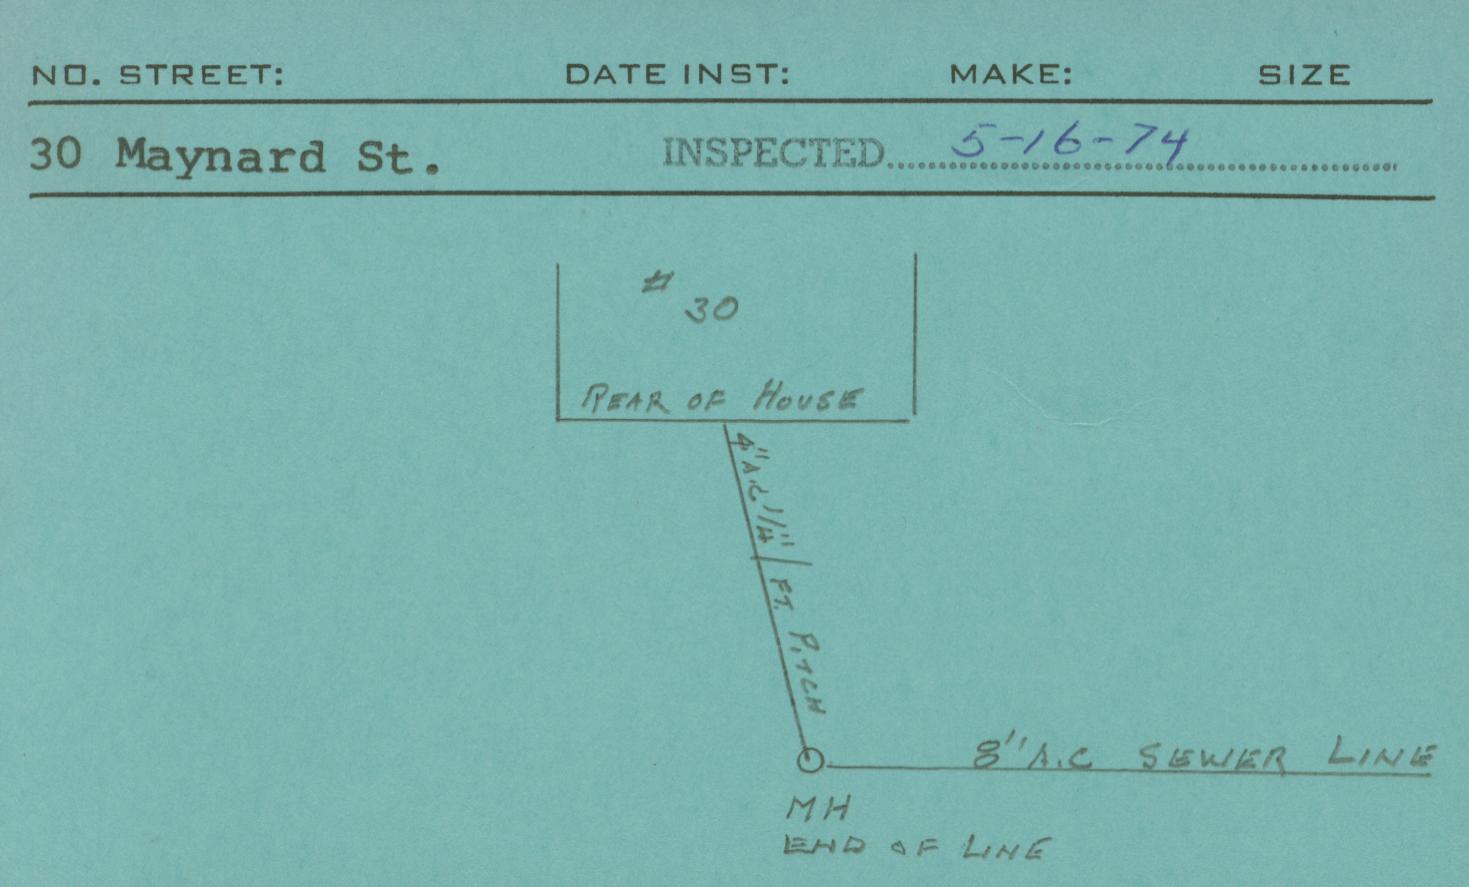 NO. STREET: DATE INST: MAKE: SIZE
30 Maynard St. INSPECTED 5-16-74
# 30
REAR OF HOUSE
4" A.C. 1/4" / FT. PITCH
8" A.C SEWER LINE
MH
END OF LINE